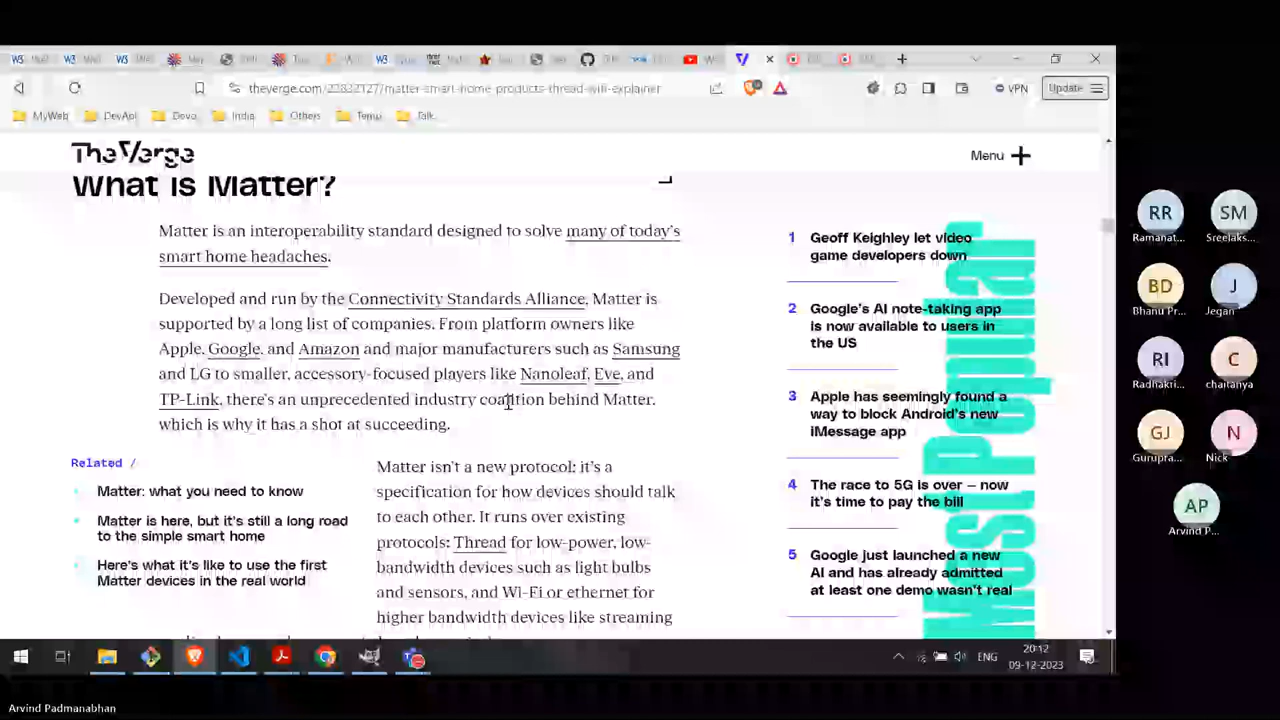 theverge.com/22832127/matter-smart-home-products-thread-wifi-explainer
VPN
Update
MyWeb
DevApl
Devo
India
Others
Temu
Talk
The Verge
Menu
What is Matter?
Matter is an interoperability standard designed to solve many of today's
smart home headaches.
Developed and run by the Connectivity Standards Alliance, Matter is
supported by a long list of companies. From platform owners like
Apple, Google, and Amazon and major manufacturers such as Samsung
and LG to smaller, accessory-focused players like Nanoleaf, Eve, and
TP-Link, there's an unprecedented industry coalition behind Matter,
which is why it has a shot at succeeding.
Related /
Matter: what you need to know
Matter is here, but it's still a long road
to the simple smart home
Here's what it's like to use the first
Matter devices in the real world
Matter isn't a new protocol; it's a
specification for how devices should talk
to each other. It runs over existing
protocols: Thread for low-power, low-
bandwidth devices such as light bulbs
and sensors, and Wi-Fi or ethernet for
higher bandwidth devices like streaming
Most Popular
1 Geoff Keighley let video
game developers down
2 Google's AI note-taking app
is now available to users in
the US
3 Apple has seemingly found a
way to block Android's new
iMessage app
4 The race to 5G is over — now
it's time to pay the bill
5 Google just launched a new
AI and has already admitted
at least one demo wasn't real
ENG
20:12
09-12-2023
RR
Ramanat...
SM
Sreelaks...
BD
Bhanu Pr...
J
Jegan
RI
Radhakri...
C
chaitanya
GJ
Gurupra...
N
Nick
AP
Arvind P...
Arvind Padmanabhan